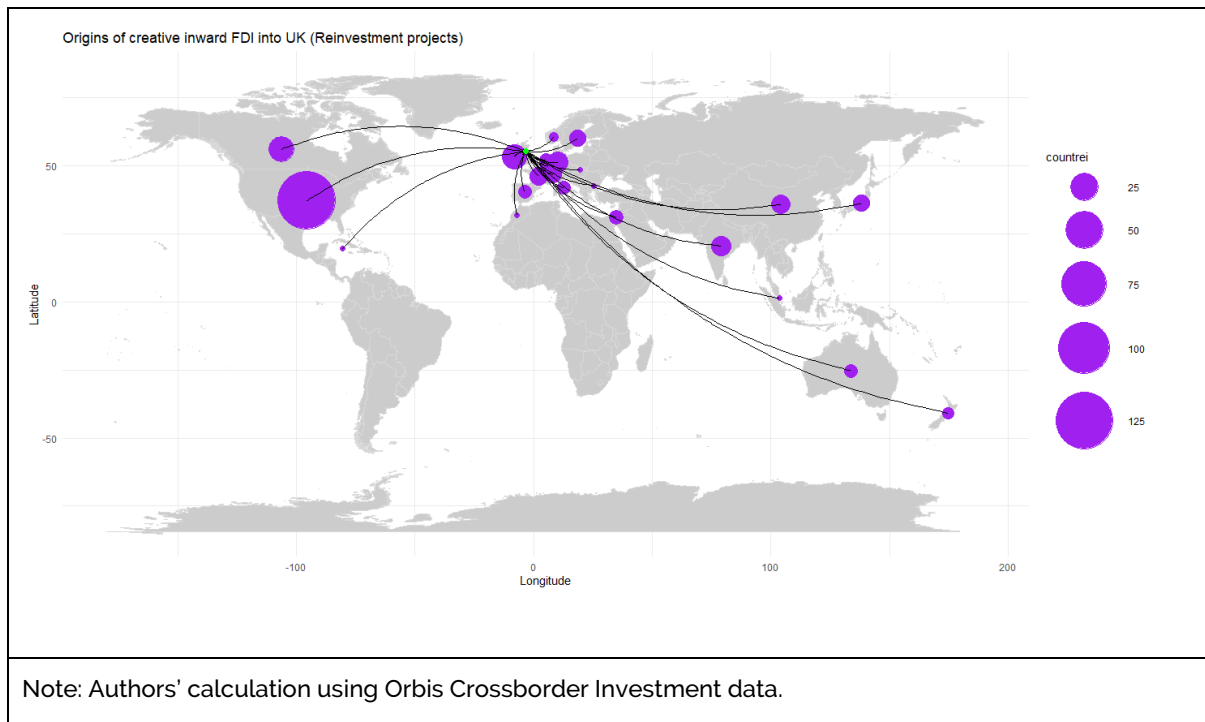 Origins of creative inward FDI into UK (Reinvestment projects)
50
0
-50
Latitude
-100
0
100
200
Longitude
countrei
25
50
75
100
125
Note: Authors’ calculation using Orbis Crossborder Investment data.